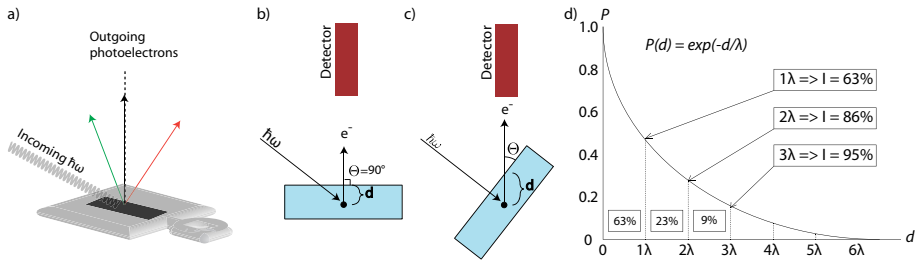 a)
Outgoing
photoelectrons
Incoming ħω
b)
Detector
ħω
e⁻
Θ=90°
d
c)
Detector
ħω
e⁻
Θ
d
d)
P
P(d) = exp(-d/λ)
1.0
0.8
0.6
0.4
0.2
0
1λ => I = 63%
2λ => I = 86%
3λ => I = 95%
63%
23%
9%
0
1λ
2λ
3λ
4λ
5λ
6λ
d